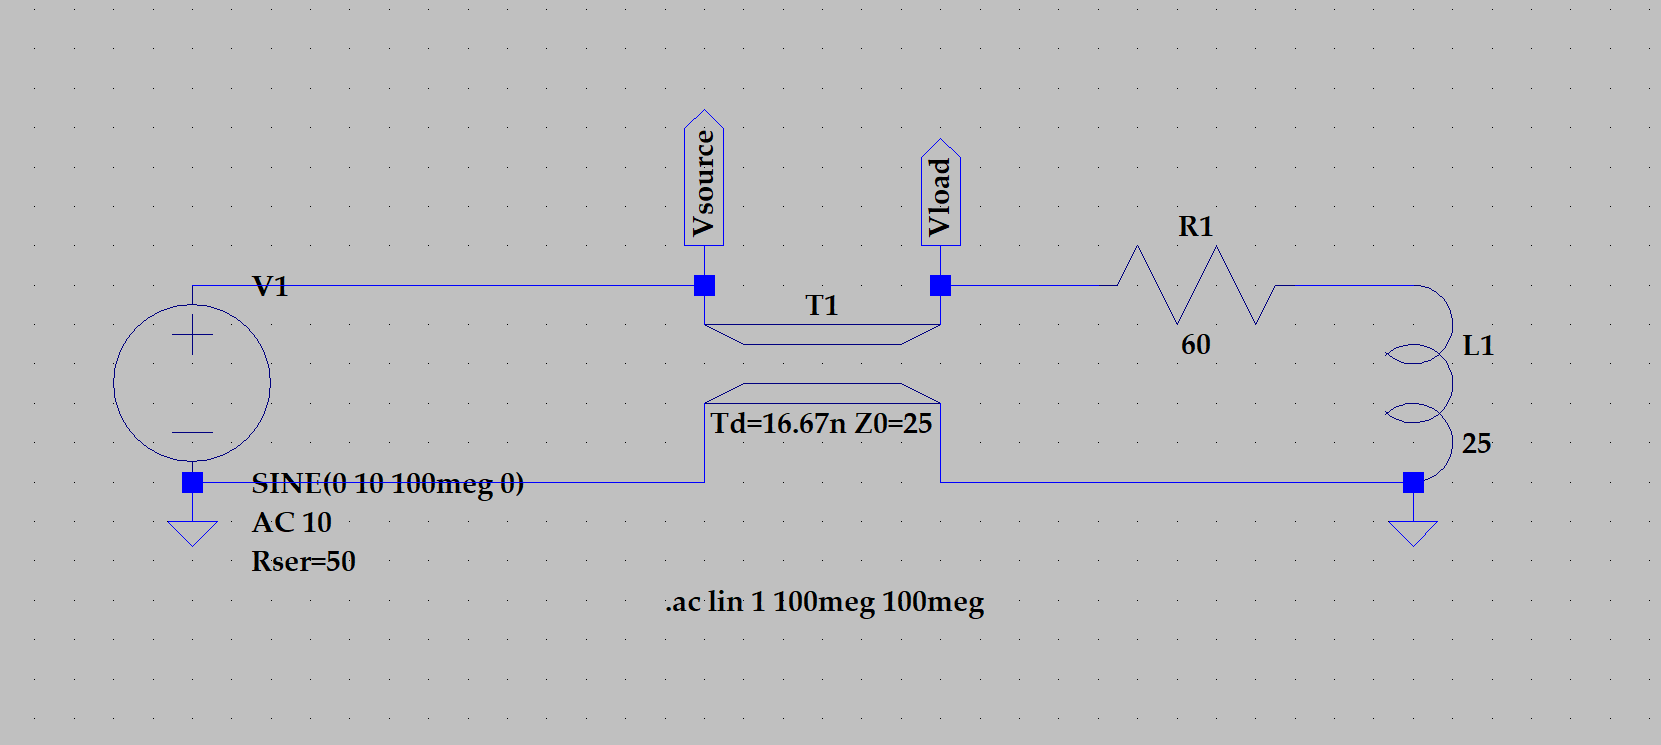 Vsource
Vload
R1
V1
T1
60
L1
Td=16.67n Z0=25
25
SINE(0 10 100meg 0)
AC 10
Rser=50
.ac lin 1 100meg 100meg